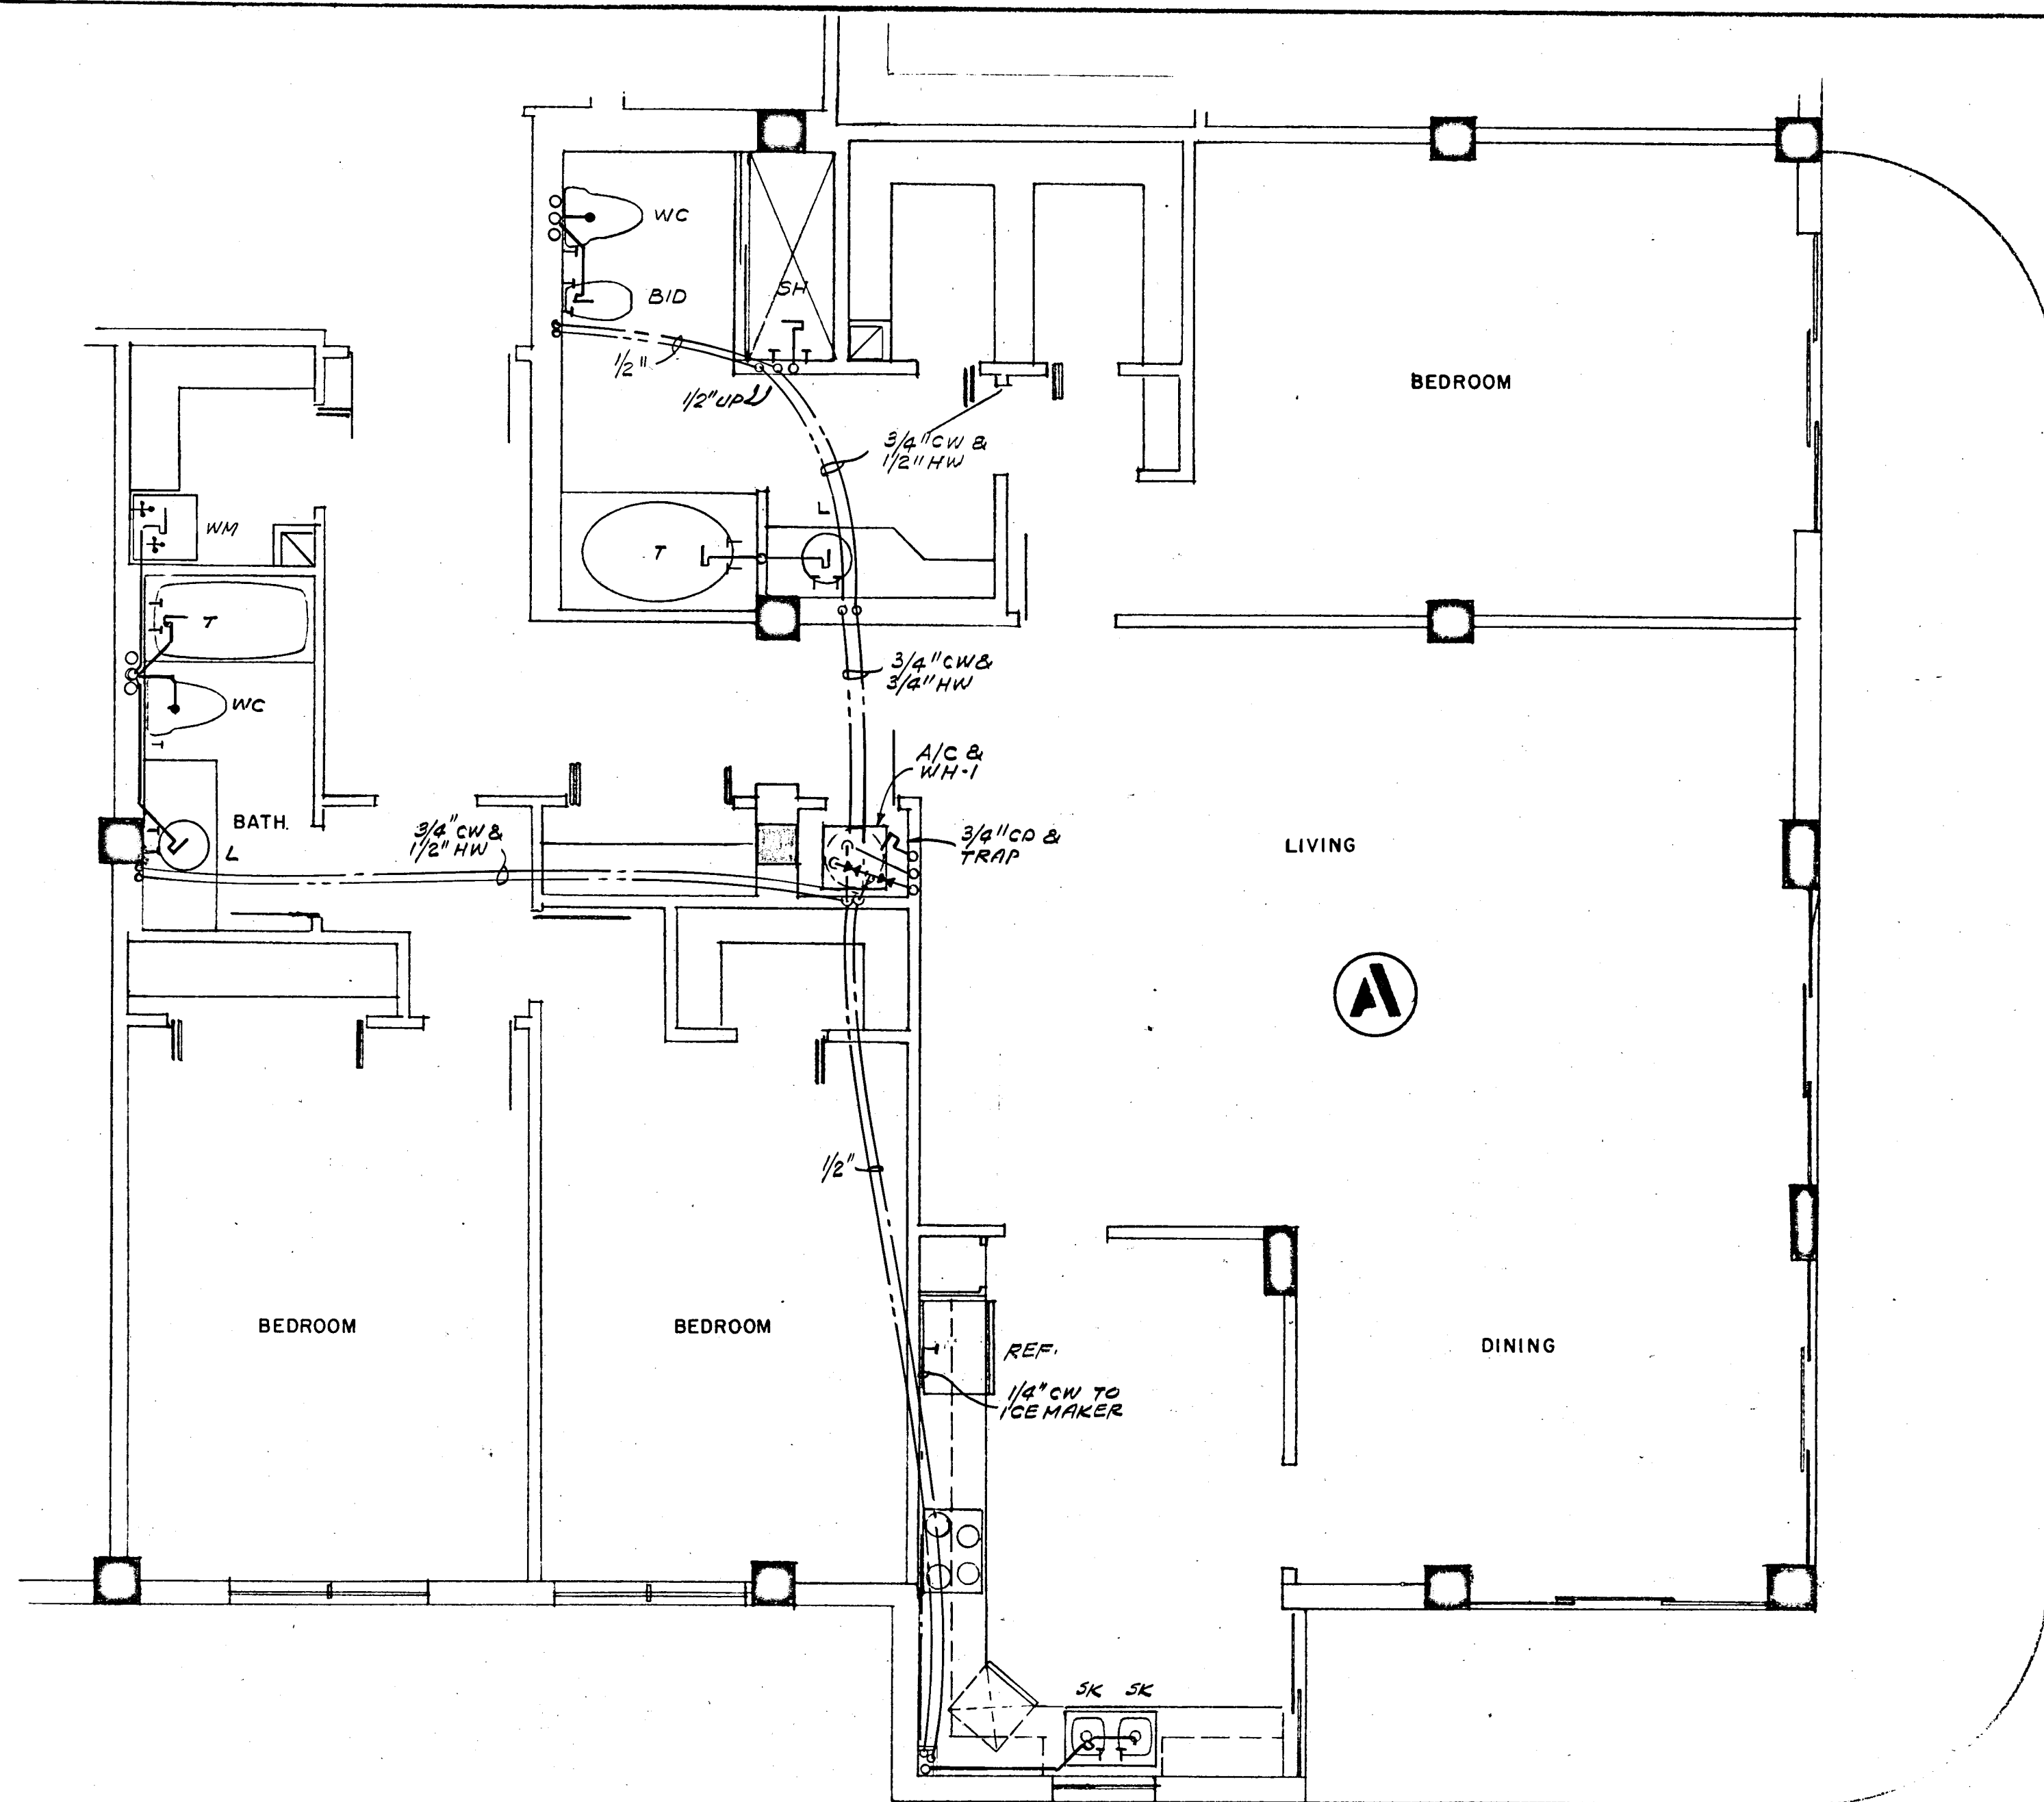 WC
BID
SH
1/2"
1/2" UP
BEDROOM
3/4" CW &
1/2" HW
WM
L
T
T
3/4" CW &
3/4" HW
WC
A/C &
WH-1
BATH.
L
3/4" CW &
1/2" HW
3/4" CD &
TRAP
LIVING
A
1/2"
BEDROOM
BEDROOM
REF.
DINING
1/4" CW TO
ICE MAKER
SK SK